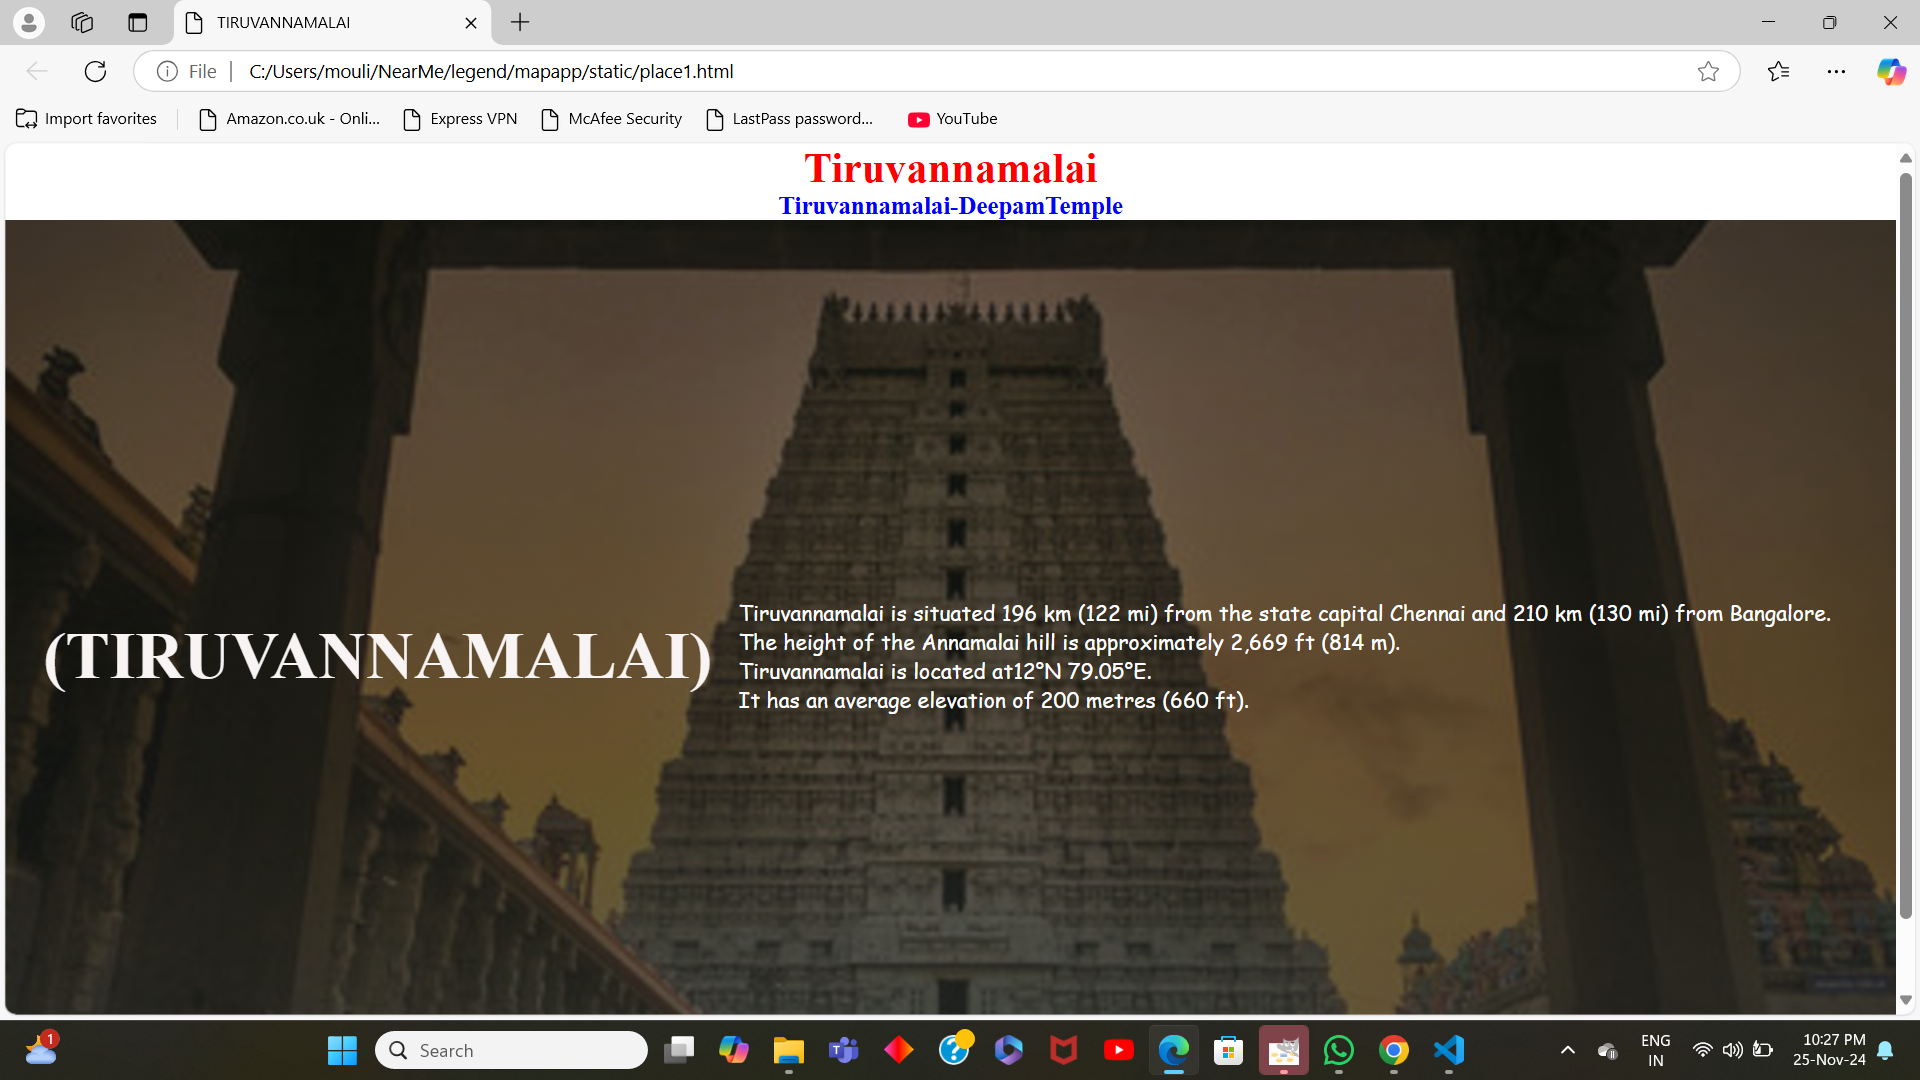 TIRUVANNAMALAI
File
C:/Users/mouli/NearMe/legend/mapapp/static/place1.html
Import favorites
Amazon.co.uk - Onli...
Express VPN
McAfee Security
LastPass password...
YouTube
Tiruvannamalai
Tiruvannamalai-DeepamTemple
(TIRUVANNAMALAI)
Tiruvannamalai is situated 196 km (122 mi) from the state capital Chennai and 210 km (130 mi) from Bangalore.
The height of the Annamalai hill is approximately 2,669 ft (814 m).
Tiruvannamalai is located at12°N 79.05°E.
It has an average elevation of 200 metres (660 ft).
1
Search
ENG
IN
10:27 PM
25-Nov-24